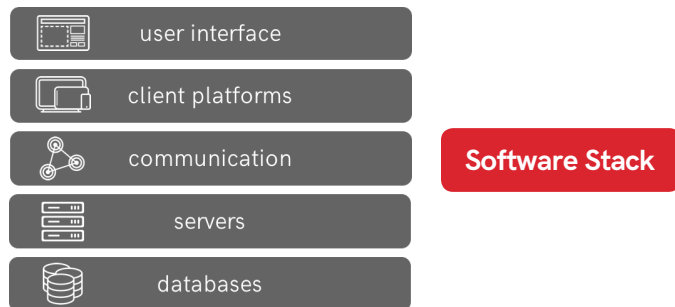 user interface
client platforms
communication
Software Stack
servers
databases